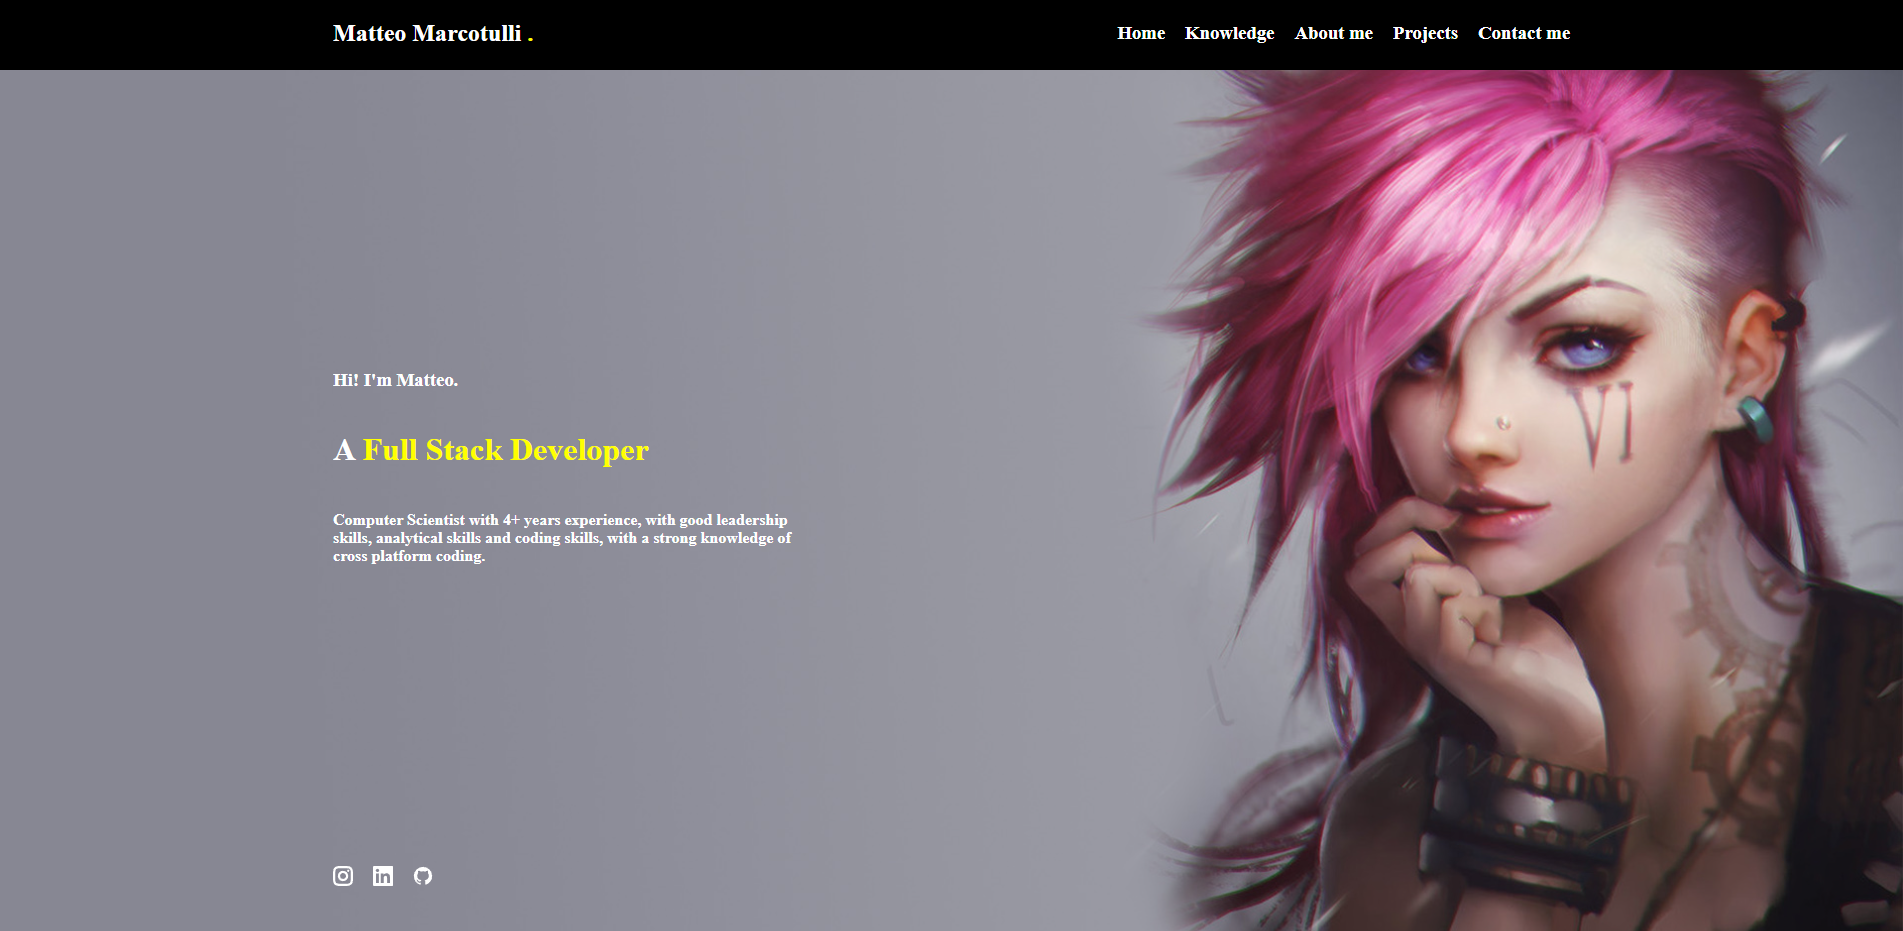 Matteo Marcotulli .
Home Knowledge About me Projects Contact me
Hi! I'm Matteo.
A Full Stack Developer
Computer Scientist with 4+ years experience, with good leadership
skills, analytical skills and coding skills, with a strong knowledge of
cross platform coding.
VI
in